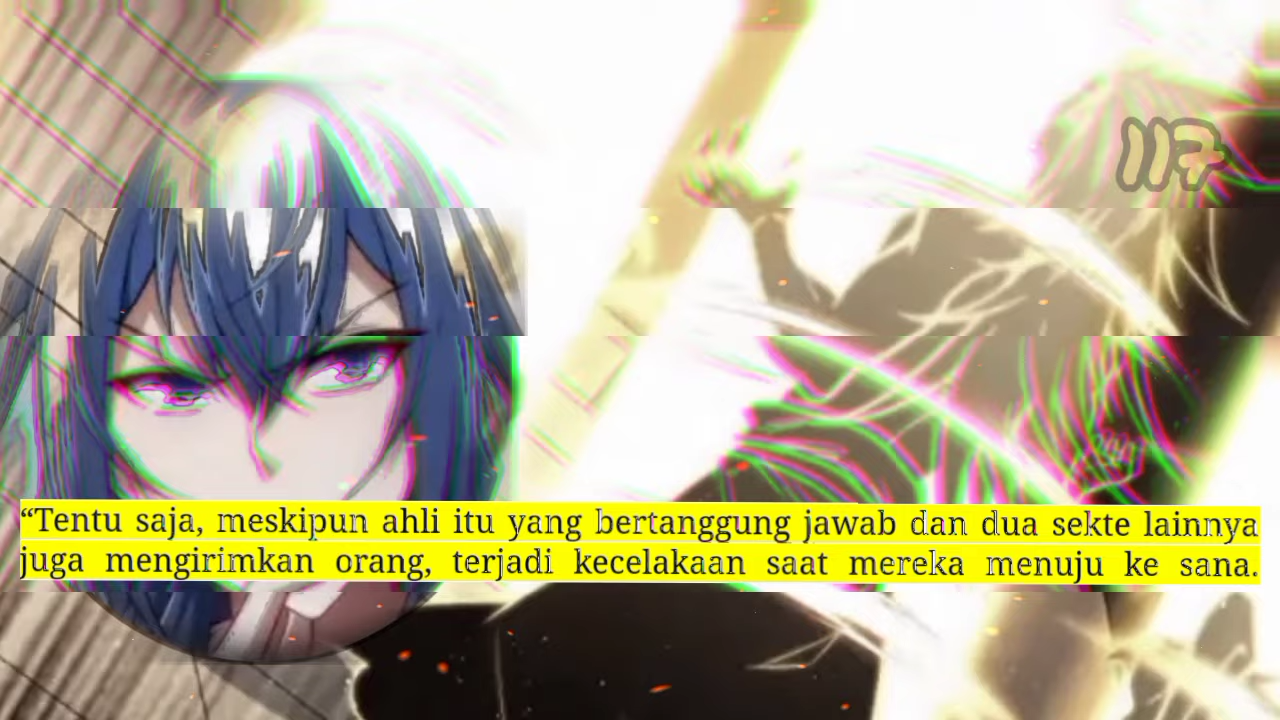 117
“Tentu saja, meskipun ahli itu yang bertanggung jawab dan dua sekte lainnya
juga mengirimkan orang, terjadi kecelakaan saat mereka menuju ke sana.